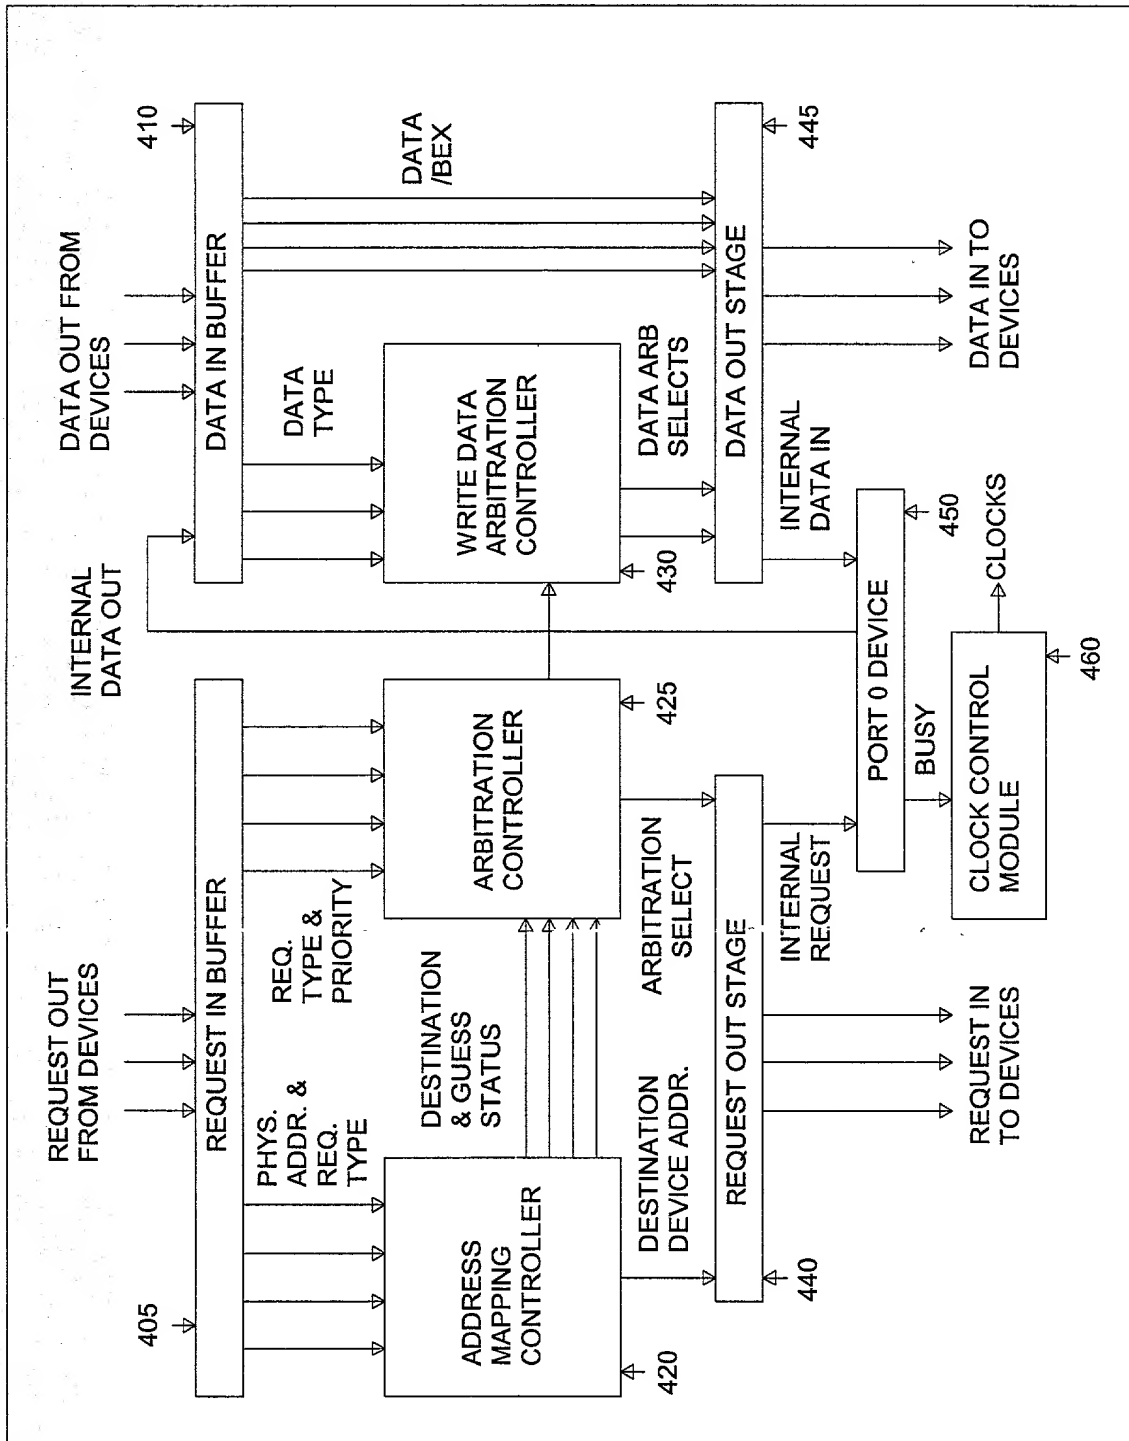 REQUEST OUT
FROM DEVICES
INTERNAL
DATA OUT
DATA OUT FROM
DEVICES
405
410
REQUEST IN BUFFER
DATA IN BUFFER
PHYS.
ADDR. &
REQ.
TYPE
REQ.
TYPE &
PRIORITY
DATA
TYPE
DATA
/BEX
ADDRESS
MAPPING
CONTROLLER
DESTINATION
& GUESS
STATUS
ARBITRATION
CONTROLLER
WRITE DATA
ARBITRATION
CONTROLLER
420
425
430
DESTINATION
DEVICE ADDR.
ARBITRATION
SELECT
DATA ARB
SELECTS
REQUEST OUT STAGE
DATA OUT STAGE
440
445
INTERNAL
REQUEST
INTERNAL
DATA IN
PORT 0 DEVICE
450
BUSY
REQUEST IN
TO DEVICES
CLOCK CONTROL
MODULE
CLOCKS
460
DATA IN TO
DEVICES